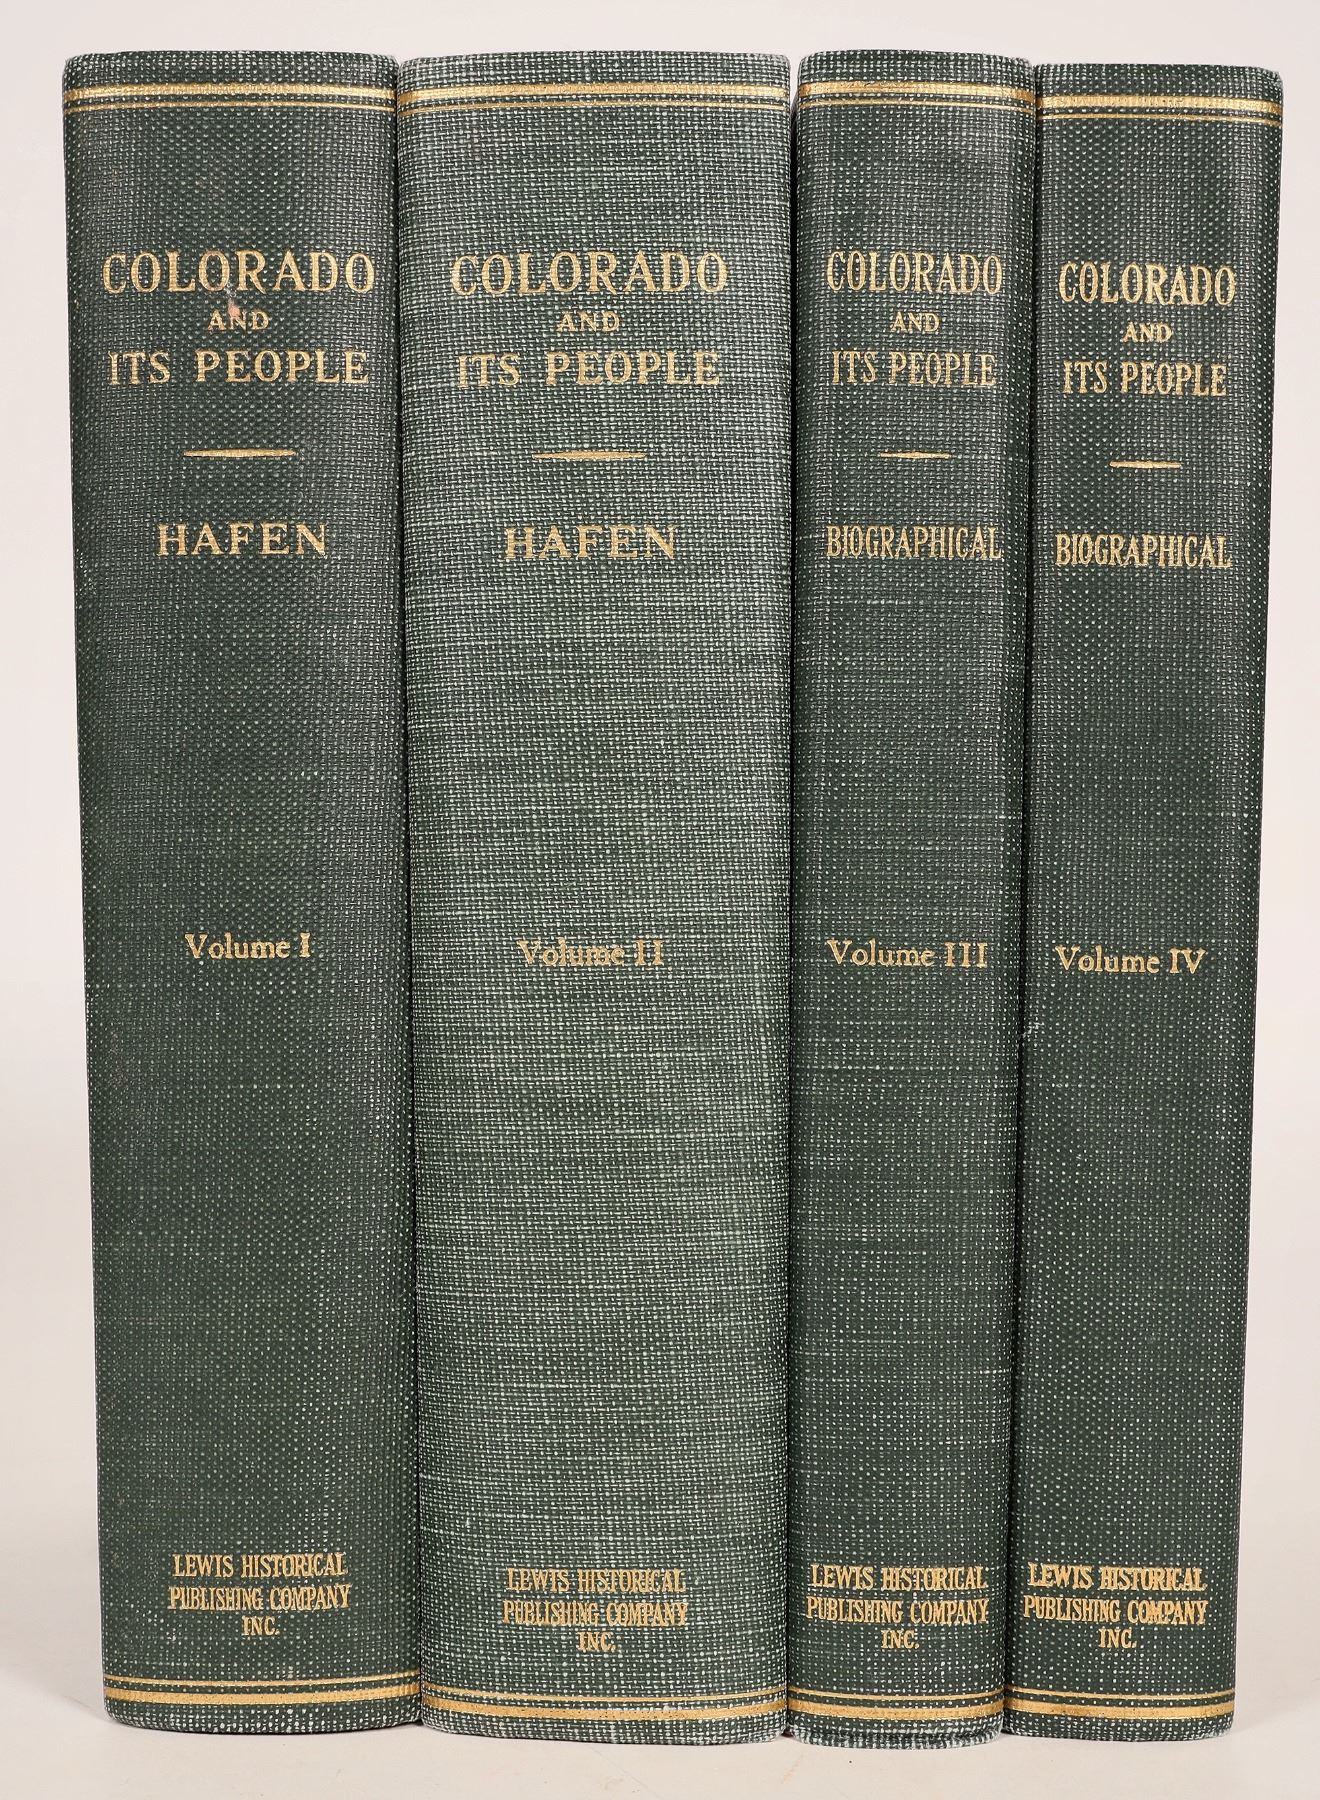 COLORADO
AND
ITS PEOPLE
HAFEN
Volume I
LEWIS HISTORICAL
PUBLISHING COMPANY
INC.
COLORADO
AND
ITS PEOPLE
HAFEN
Volume II
LEWIS HISTORICAL
PUBLISHING COMPANY
INC.
COLORADO
AND
ITS PEOPLE
BIOGRAPHICAL
Volume III
LEWIS HISTORICAL
PUBLISHING COMPANY
INC.
COLORADO
AND
ITS PEOPLE
BIOGRAPHICAL
Volume IV
LEWIS HISTORICAL
PUBLISHING COMPANY
INC.